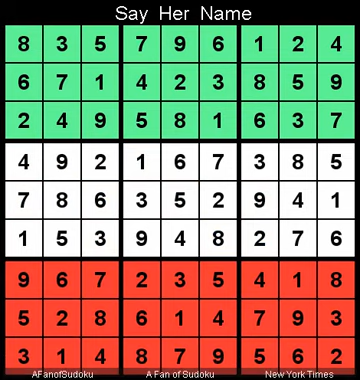 Say Her Name
8 3 5 7 9 6 1 2 4
6 7 1 4 2 3 8 5 9
2 4 9 5 8 1 6 3 7
4 9 2 1 6 7 3 8 5
7 8 6 3 5 2 9 4 1
1 5 3 9 4 8 2 7 6
9 6 7 2 3 5 4 1 8
5 2 8 6 1 4 7 9 3
3 1 4 8 7 9 5 6 2
AFanofSudoku A Fan of Sudoku New York Times